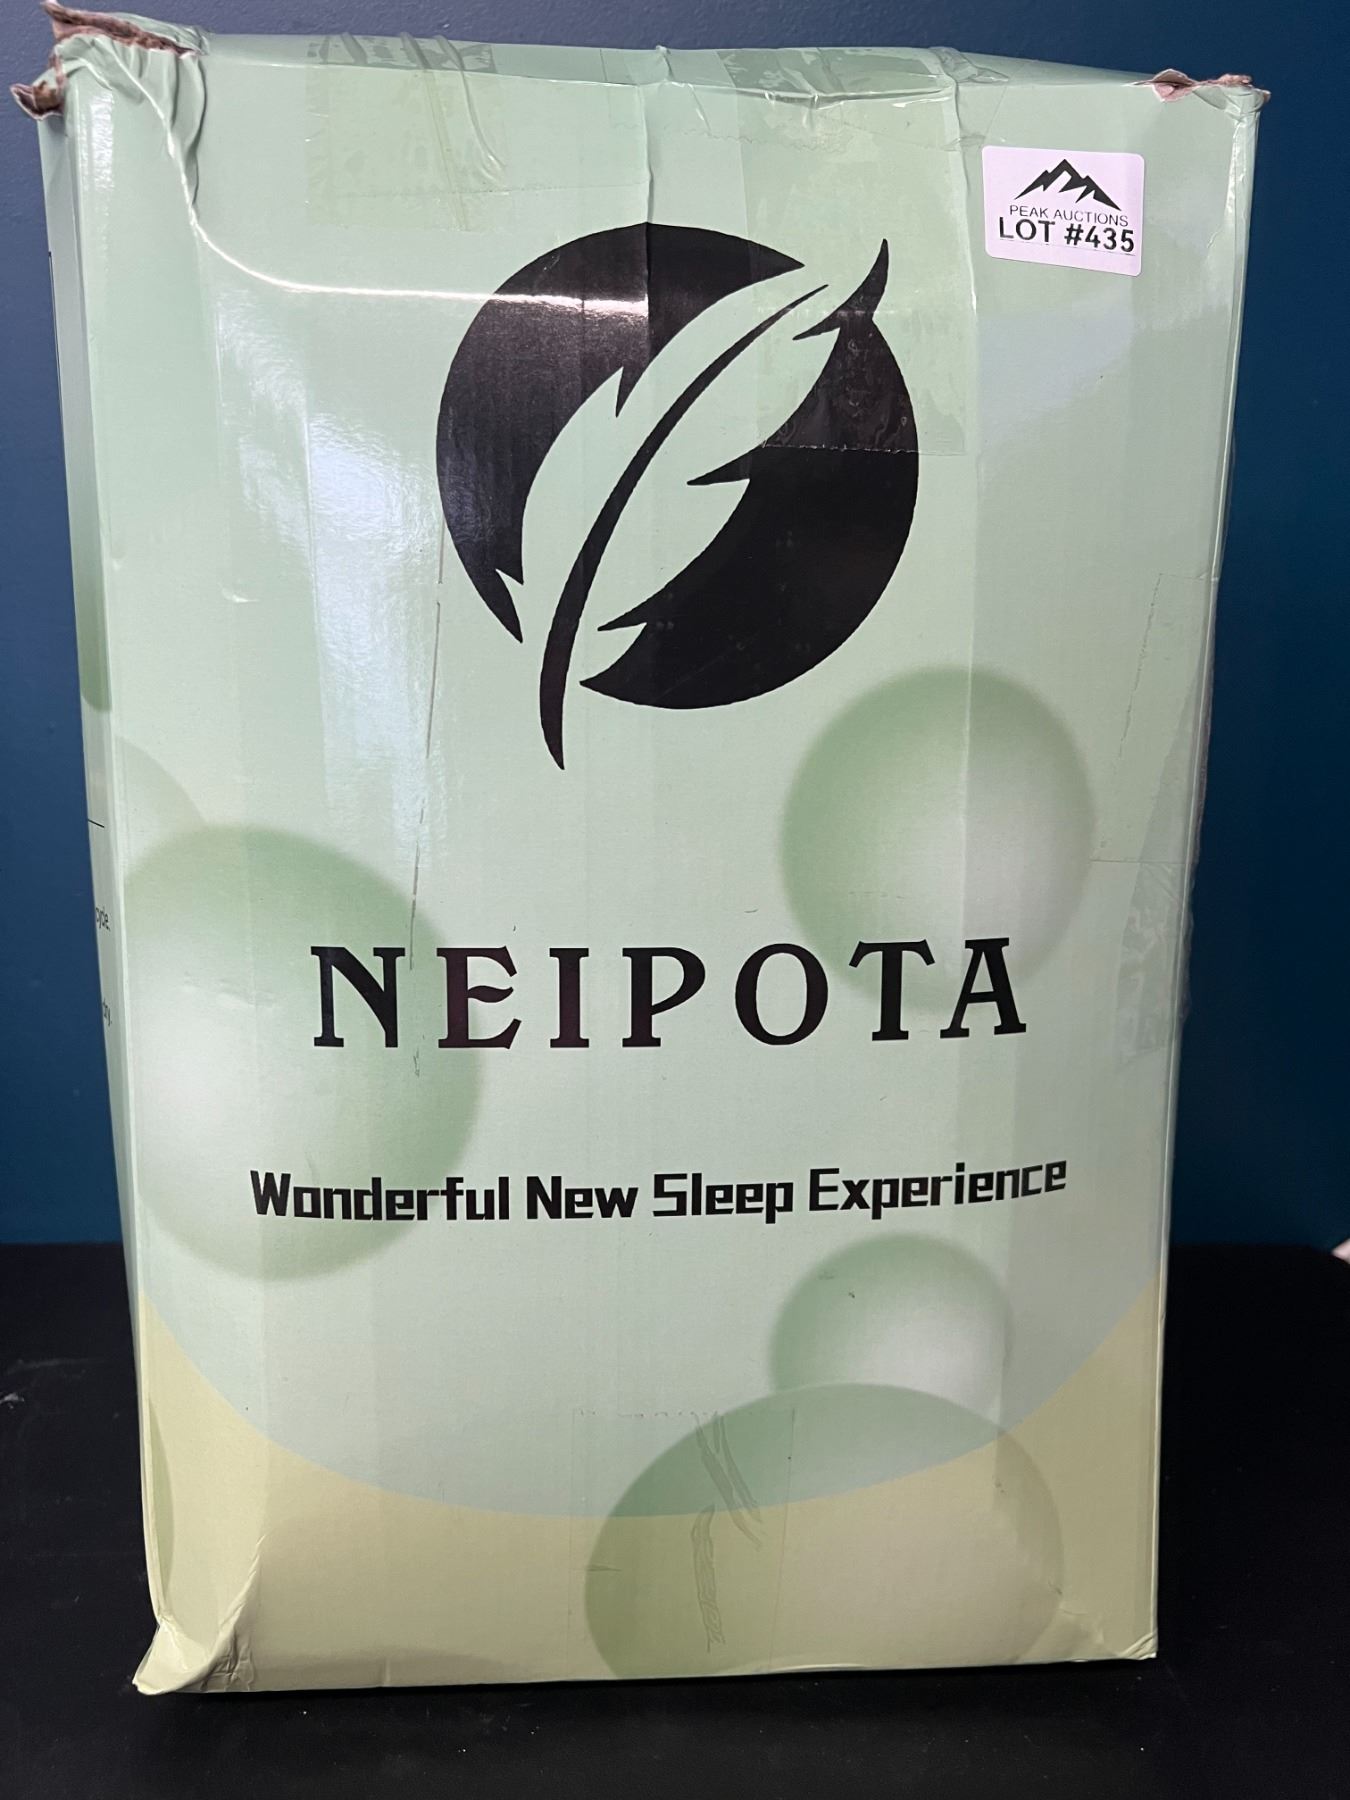 PEAK AUCTIONS
LOT #435
NEIPOTA
Wonderful New Sleep Experience